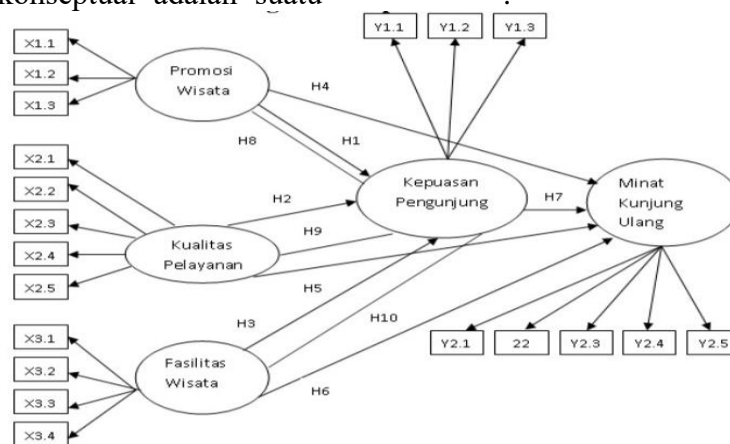 konseptual adalah suatu
X1.1
X1.2
X1.3
Promosi
Wisata
Y1.1
Y1.2
Y1.3
H4
H8
H1
X2.1
X2.2
X2.3
X2.4
X2.5
Kualitas
Pelayanan
H2
H9
H5
Kepuasan
Pengunjung
H7
Minat
Kunjung
Ulang
X3.1
X3.2
X3.3
X3.4
Fasilitas
Wisata
H3
H10
H6
Y2.1
22
Y2.3
Y2.4
Y2.5